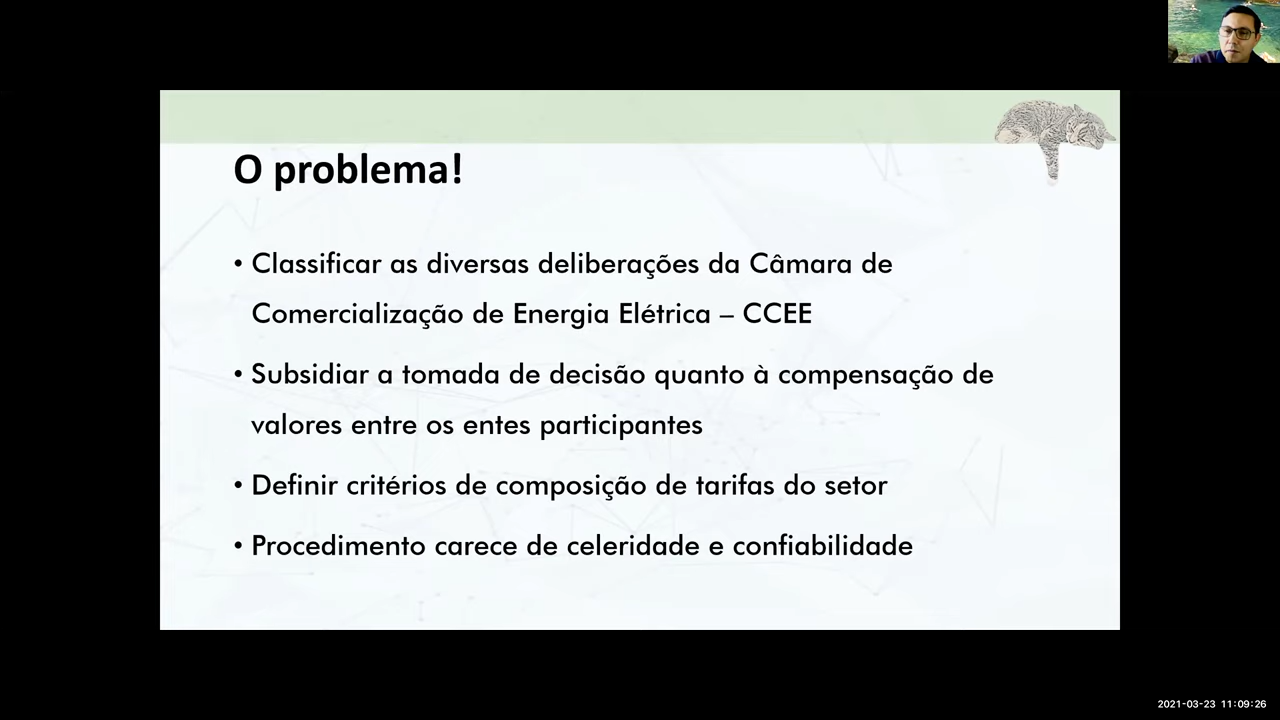 O problema!
• Classificar as diversas deliberações da Câmara de
Comercialização de Energia Elétrica – CCEE
• Subsidiar a tomada de decisão quanto à compensação de
valores entre os entes participantes
• Definir critérios de composição de tarifas do setor
• Procedimento carece de celeridade e confiabilidade
2021-03-23 11:09:26